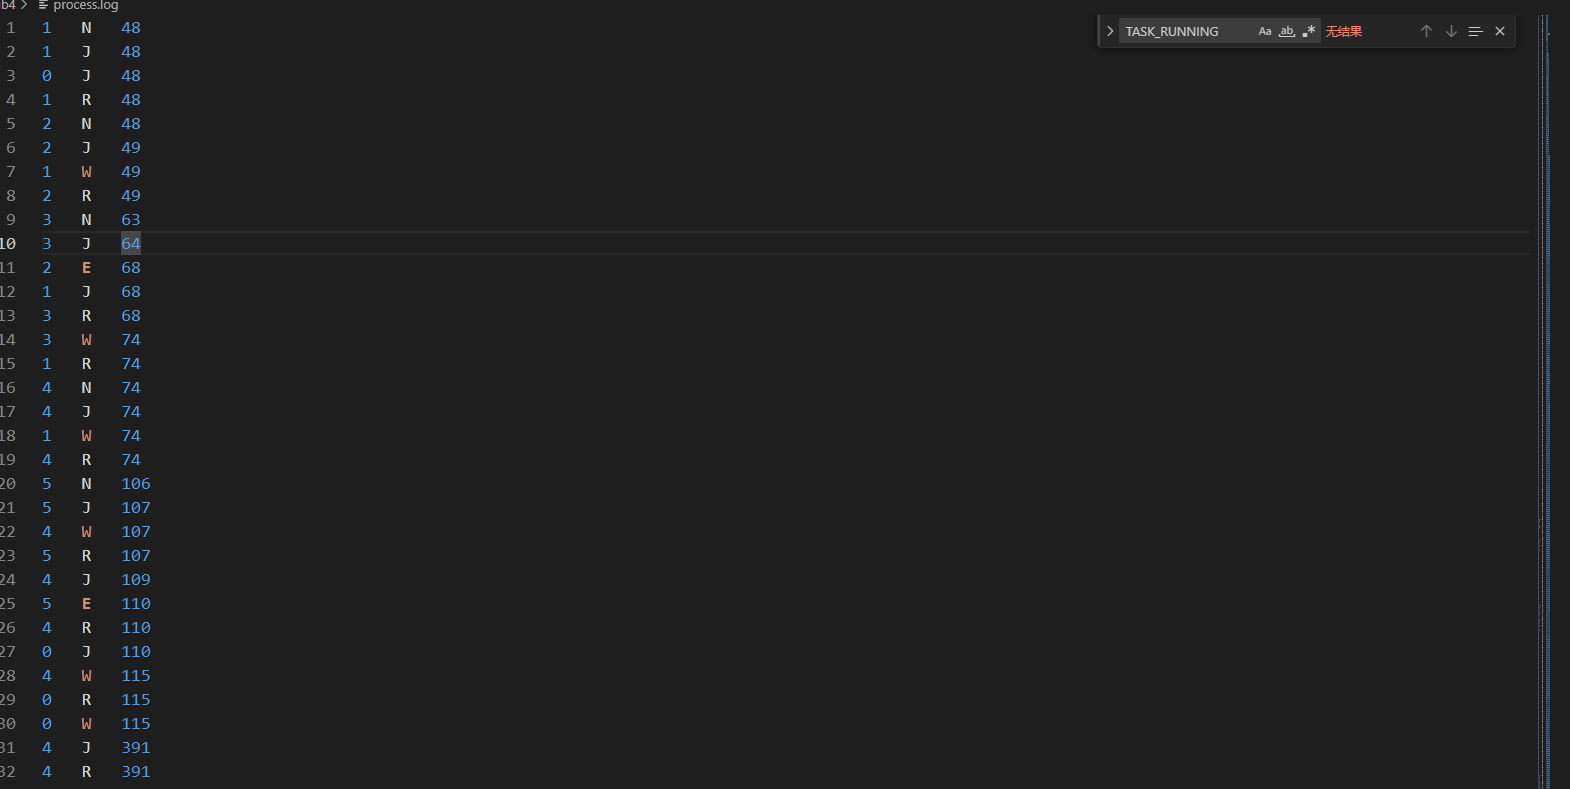 b4 > process.log
TASK_RUNNING Aa ab .* 无结果
1 1 N 48
2 1 J 48
3 0 J 48
4 1 R 48
5 2 N 48
6 2 J 49
7 1 W 49
8 2 R 49
9 3 N 63
10 3 J 64
11 2 E 68
12 1 J 68
13 3 R 68
14 3 W 74
15 1 R 74
16 4 N 74
17 4 J 74
18 1 W 74
19 4 R 74
20 5 N 106
21 5 J 107
22 4 W 107
23 5 R 107
24 4 J 109
25 5 E 110
26 4 R 110
27 0 J 110
28 4 W 115
29 0 R 115
30 0 W 115
31 4 J 391
32 4 R 391